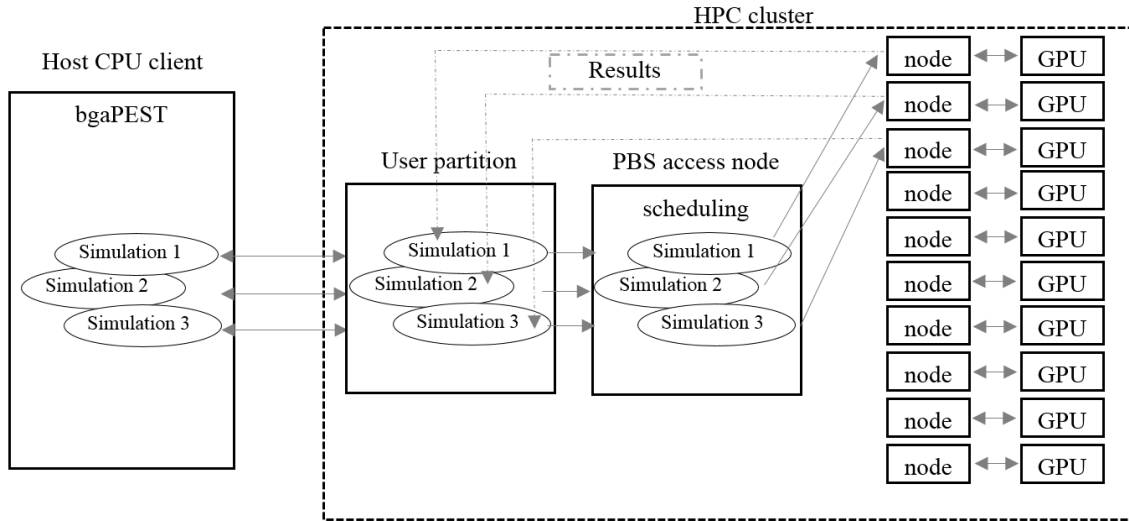 HPC cluster
Host CPU client
bgaPEST
Simulation 1
Simulation 2
Simulation 3
Results
User partition
Simulation 1
Simulation 2
Simulation 3
PBS access node
scheduling
Simulation 1
Simulation 2
Simulation 3
node GPU
node GPU
node GPU
node GPU
node GPU
node GPU
node GPU
node GPU
node GPU
node GPU